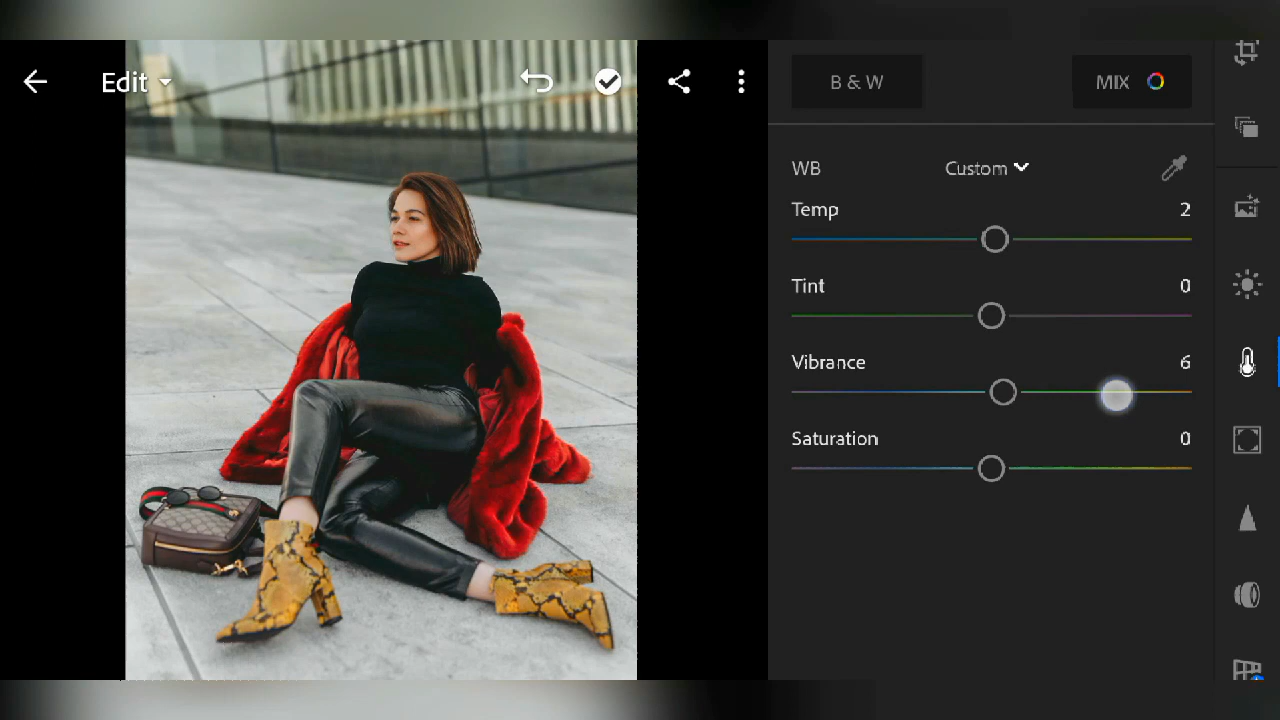 Edit
B & W
MIX
WB
Custom
Temp
2
Tint
0
Vibrance
6
Saturation
0